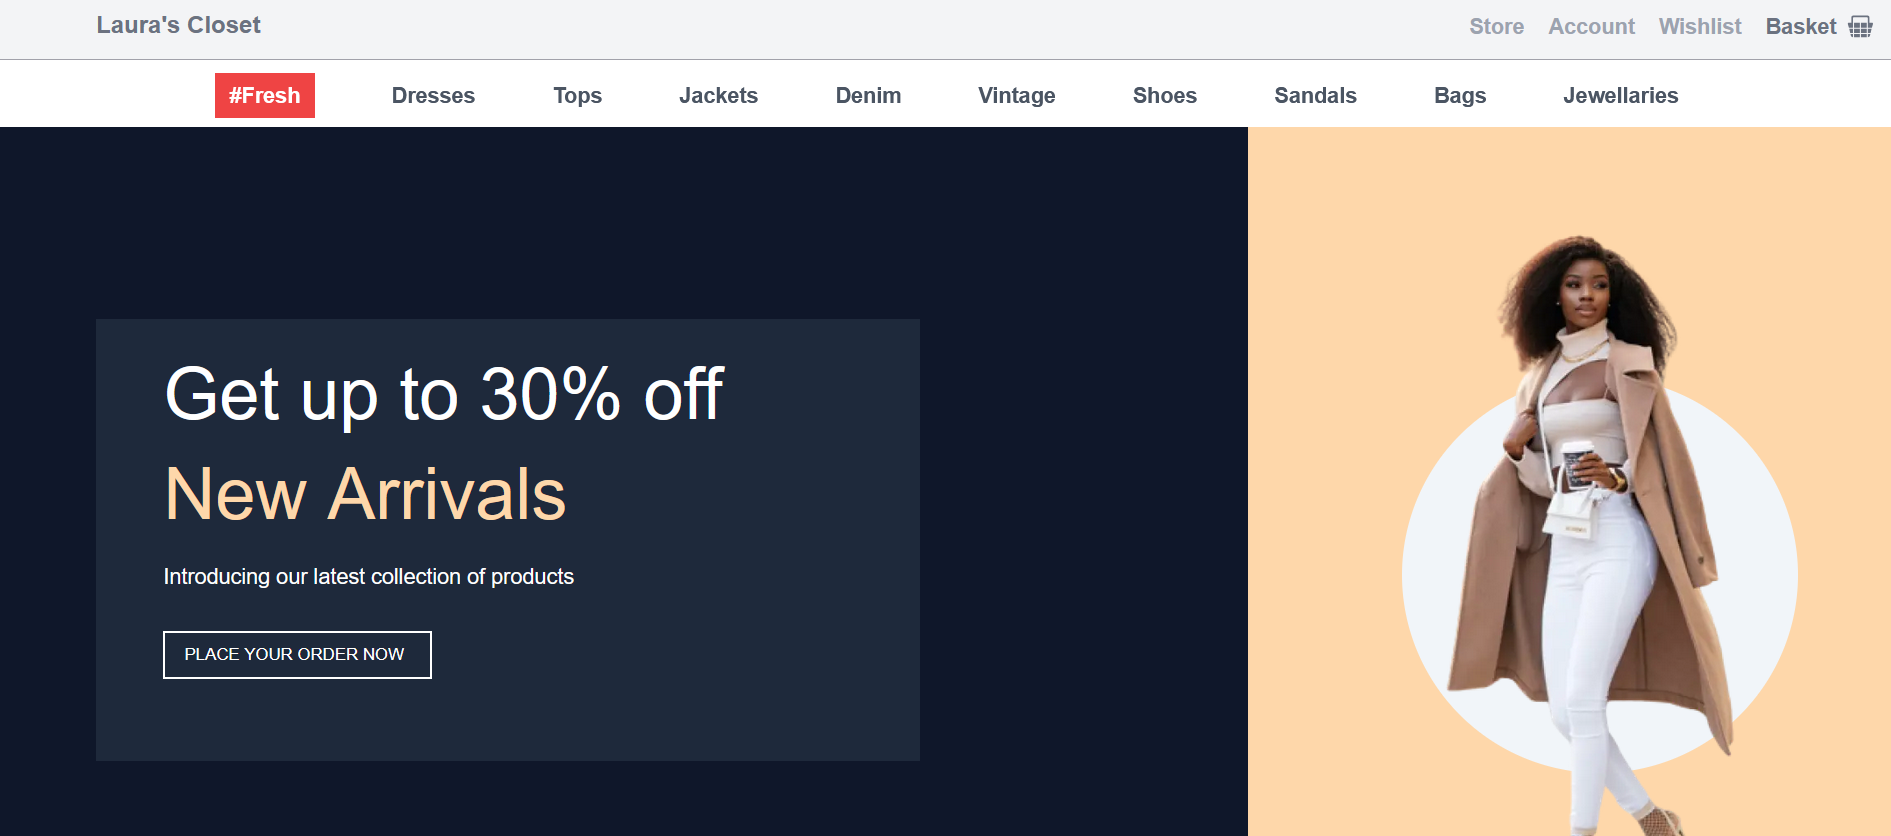 Laura's Closet
Store Account Wishlist Basket
#Fresh Dresses Tops Jackets Denim Vintage Shoes Sandals Bags Jewellaries
Get up to 30% off
New Arrivals
Introducing our latest collection of products
PLACE YOUR ORDER NOW